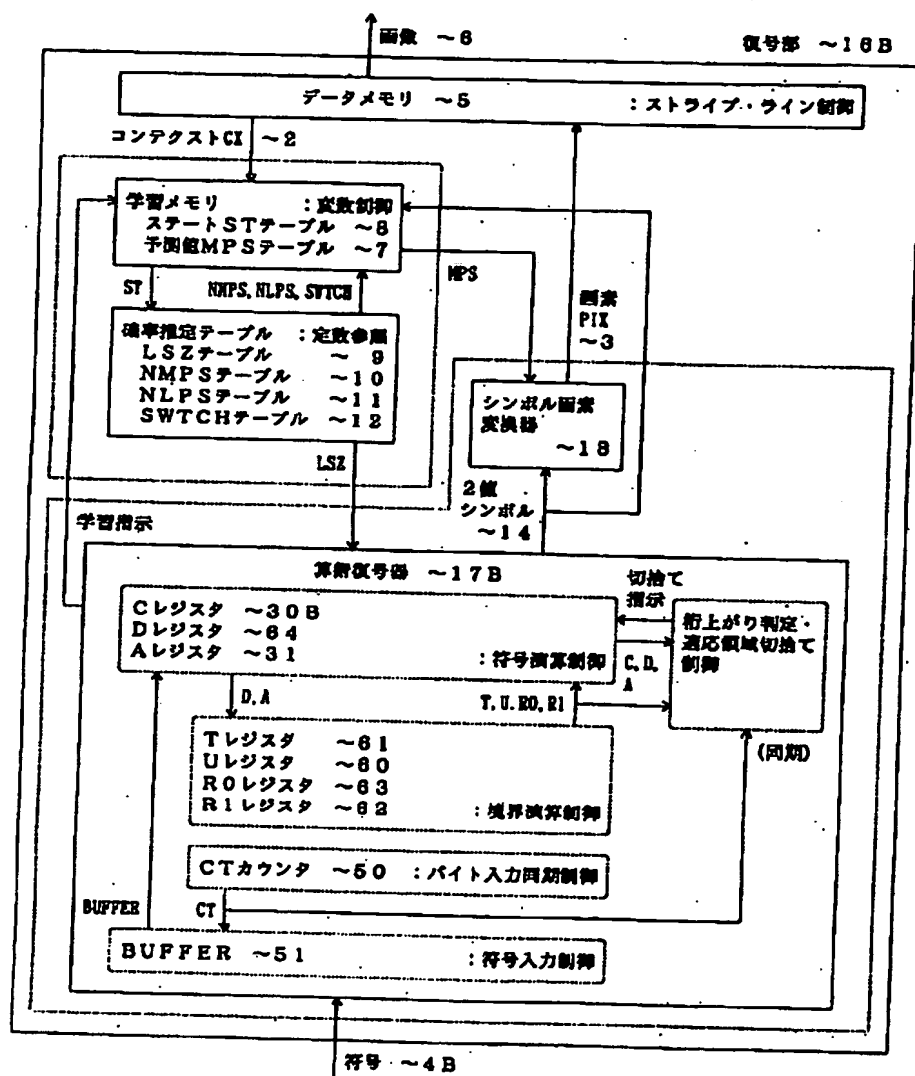 画像 ~6
復号部 ~16B
データメモリ ~5 :ストライプ・ライン制御
コンテクストCX ~2
学習メモリ :変数制御
ステートSTテーブル ~8
予測値MPSテーブル ~7
ST
NMPS,NLPS,SWTCH
MPS
画素
PIX
~3
確率推定テーブル :定数参照
LSZテーブル ~9
NMPSテーブル ~10
NLPSテーブル ~11
SWTCHテーブル ~12
シンボル画素
変換器
~18
LSZ
2値
シンボル
~14
学習指示
算術復号器 ~17B
切捨て
指示
Cレジスタ ~30B
Dレジスタ ~64
Aレジスタ ~31
:符号演算制御
桁上がり判定・
適応領域切捨て
制御
C,D,
A
D,A
T,U,R0,R1
(同期)
Tレジスタ ~61
Uレジスタ ~60
R0レジスタ ~63
R1レジスタ ~62 :境界演算制御
CTカウンタ ~50 :バイト入力同期制御
BUFFER
CT
BUFFER ~51 :符号入力制御
符号 ~4B